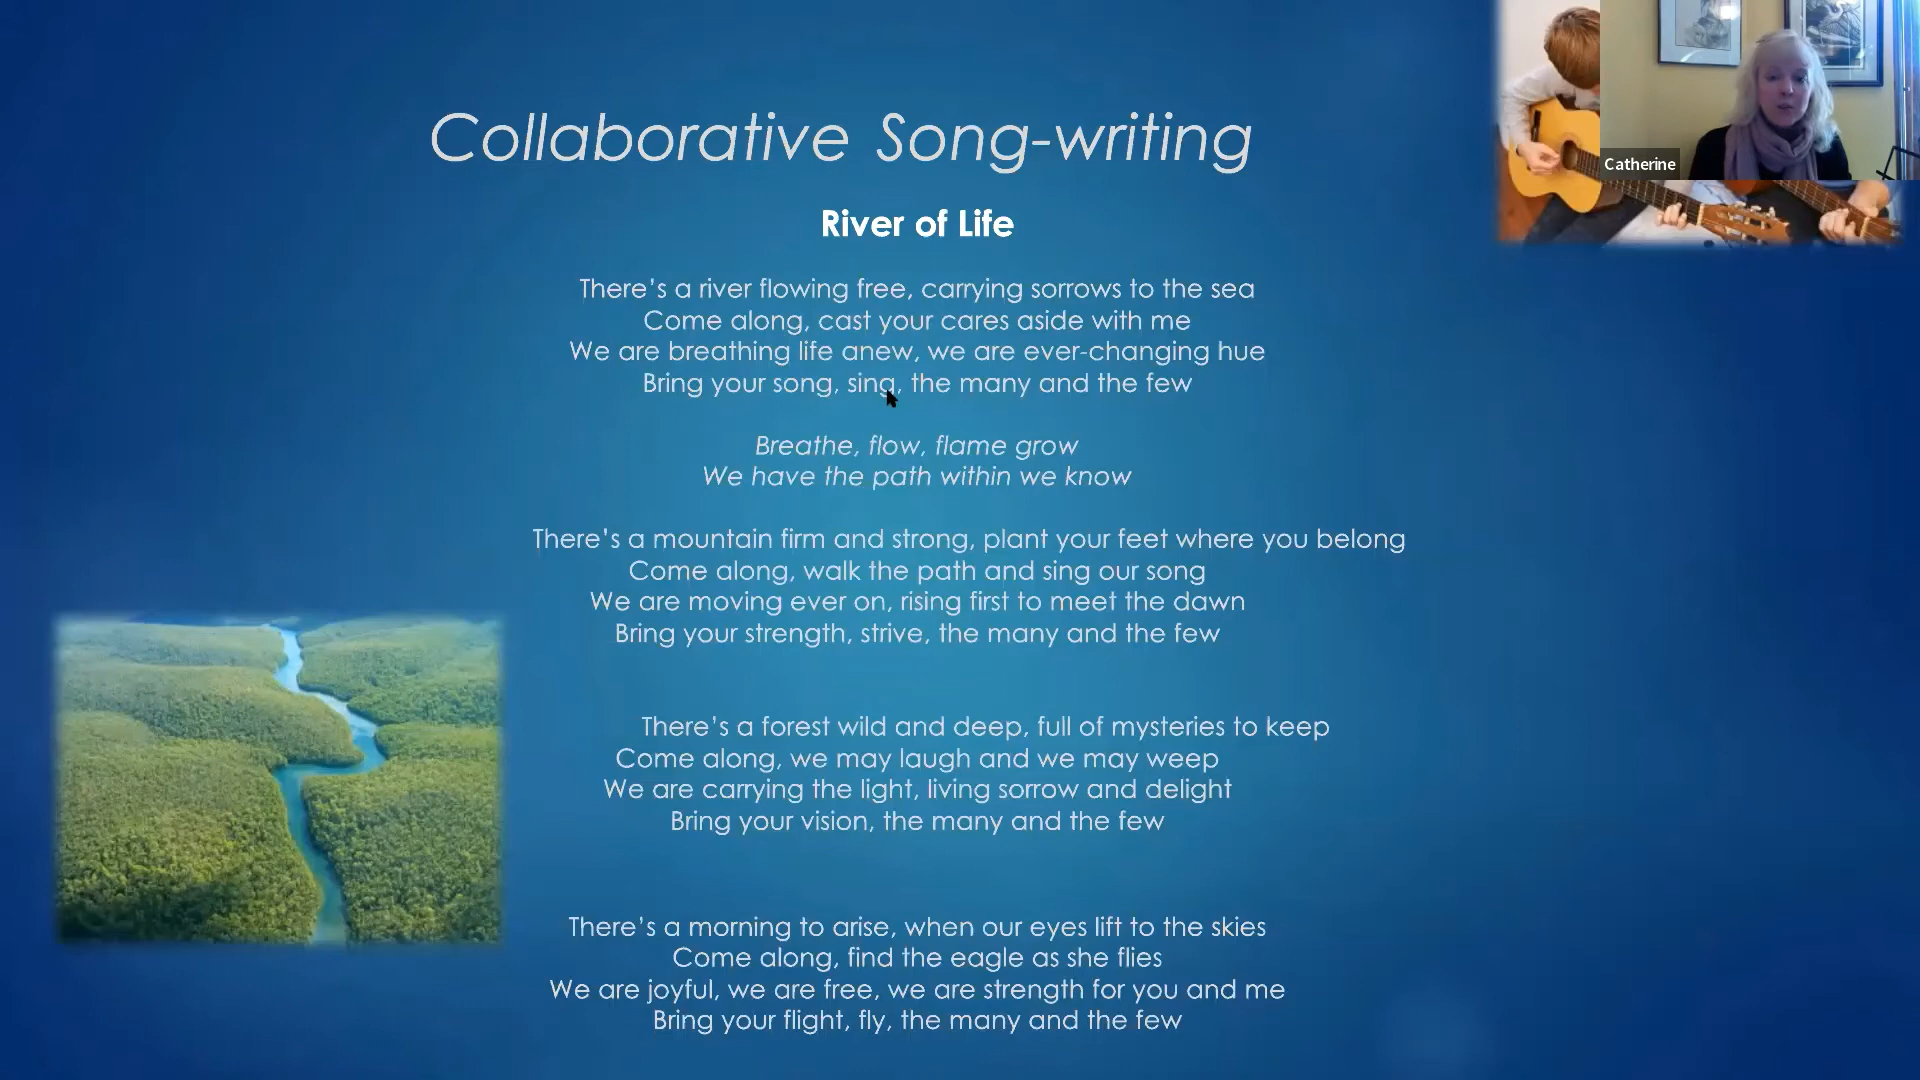 Collaborative Song-writing
Catherine
River of Life
There's a river flowing free, carrying sorrows to the sea
Come along, cast your cares aside with me
We are breathing life anew, we are ever-changing hue
Bring your song, sing, the many and the few
Breathe, flow, flame grow
We have the path within we know
There's a mountain firm and strong, plant your feet where you belong
Come along, walk the path and sing our song
We are moving ever on, rising first to meet the dawn
Bring your strength, strive, the many and the few
There's a forest wild and deep, full of mysteries to keep
Come along, we may laugh and we may weep
We are carrying the light, living sorrow and delight
Bring your vision, the many and the few
There's a morning to arise, when our eyes lift to the skies
Come along, find the eagle as she flies
We are joyful, we are free, we are strength for you and me
Bring your flight, fly, the many and the few